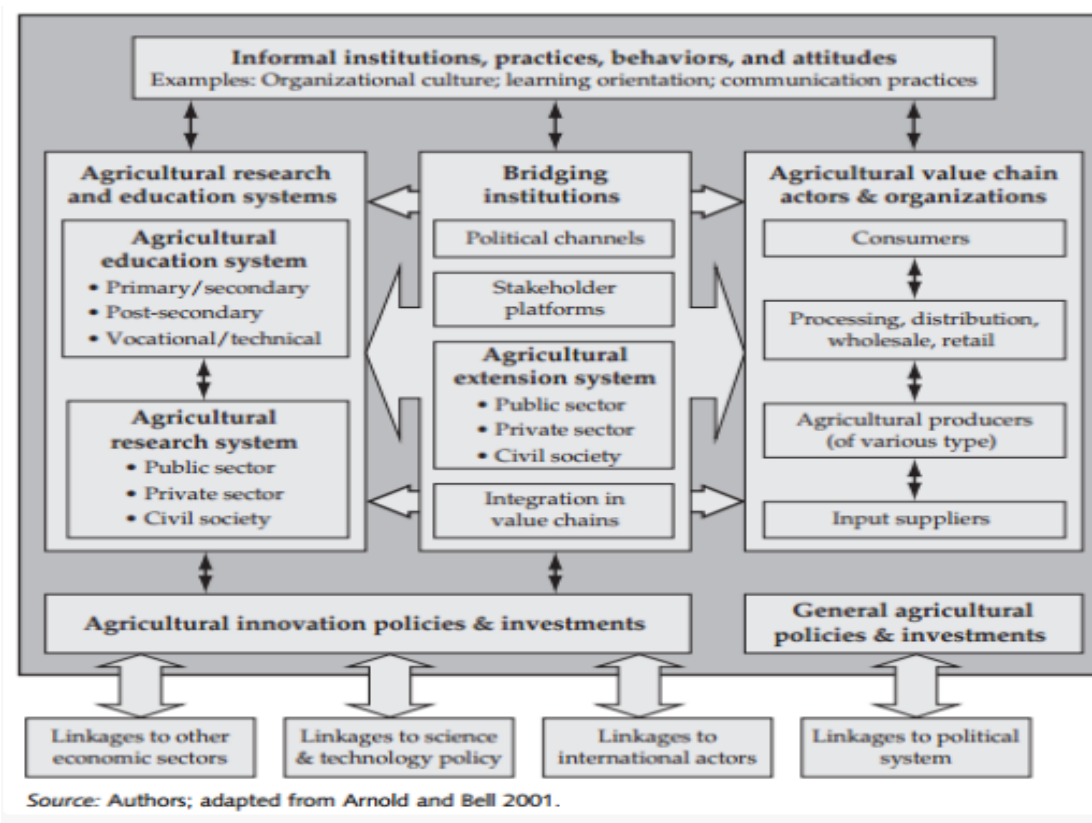 Informal institutions, practices, behaviors, and attitudes
Examples: Organizational culture; learning orientation; communication practices
Agricultural research
and education systems
Agricultural
education system
• Primary/secondary
• Post-secondary
• Vocational/technical
Agricultural
research system
• Public sector
• Private sector
• Civil society
Bridging
institutions
Political channels
Stakeholder
platforms
Agricultural
extension system
• Public sector
• Private sector
• Civil society
Integration in
value chains
Agricultural value chain
actors & organizations
Consumers
Processing, distribution,
wholesale, retail
Agricultural producers
(of various type)
Input suppliers
Agricultural innovation policies & investments
General agricultural
policies & investments
Linkages to other
economic sectors
Linkages to science
& technology policy
Linkages to
international actors
Linkages to political
system
Source: Authors; adapted from Arnold and Bell 2001.